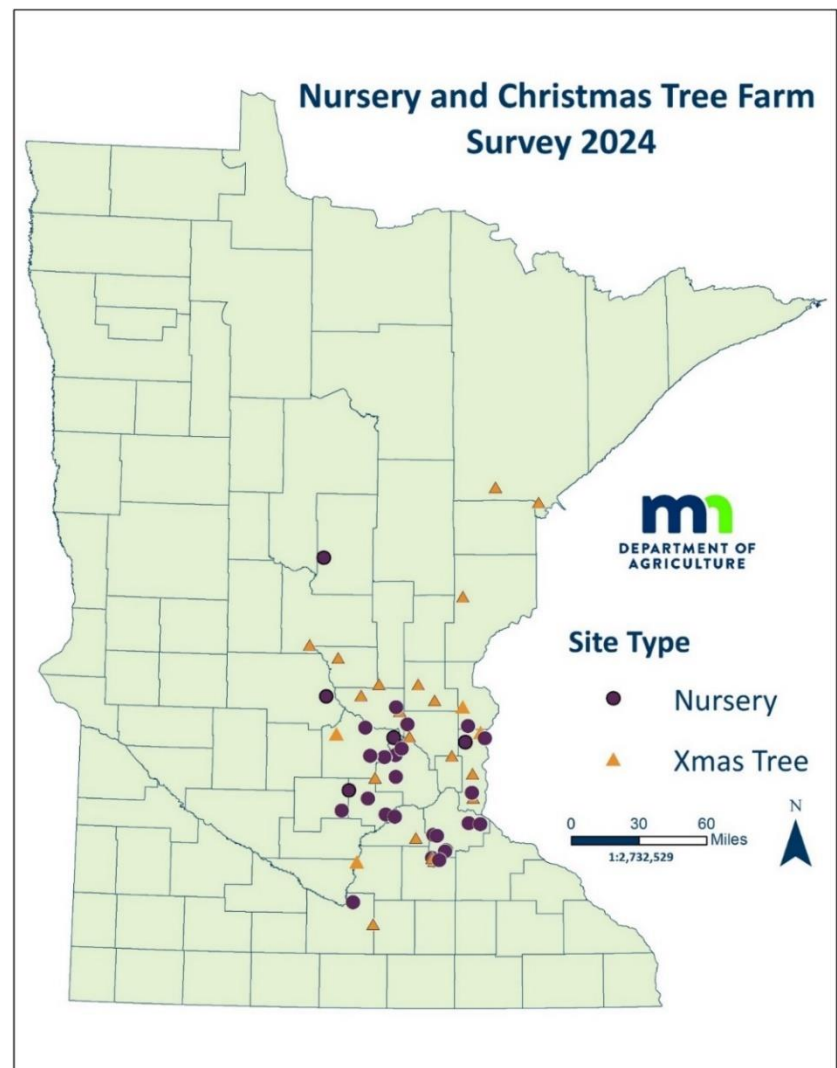 Nursery and Christmas Tree Farm
Survey 2024
mn
DEPARTMENT OF
AGRICULTURE
Site Type
Nursery
Xmas Tree
N
0 30 60
Miles
1:2,732,529